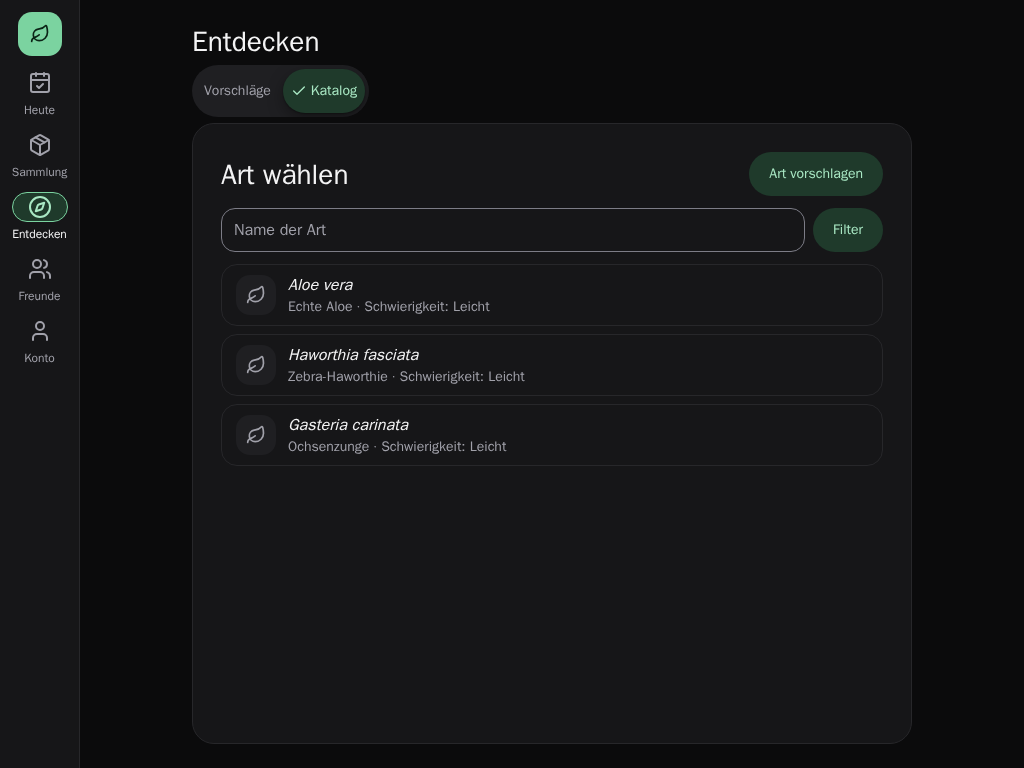 Entdecken
Vorschläge
Katalog
Heute
Sammlung
Entdecken
Freunde
Konto
Art wählen
Art vorschlagen
Name der Art
Filter
Aloe vera
Echte Aloe · Schwierigkeit: Leicht
Haworthia fasciata
Zebra-Haworthie · Schwierigkeit: Leicht
Gasteria carinata
Ochsenzunge · Schwierigkeit: Leicht